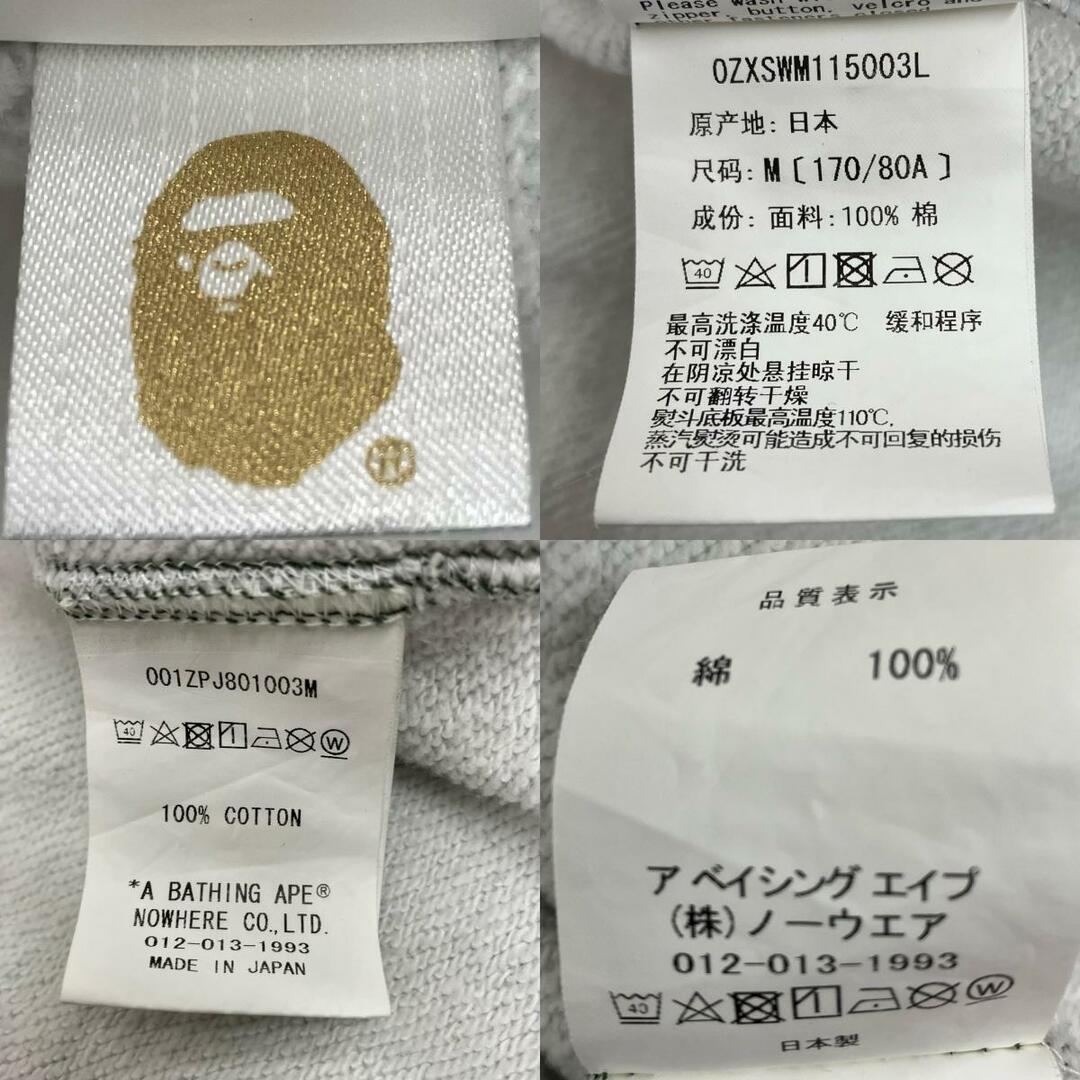 Please wash wi
zipper, button, velcro and
0ZXSWM115003L
原产地: 日本
尺码: M〔170/80A〕
成份: 面料: 100% 棉
40
最高洗涤温度40℃ 缓和程序
不可漂白
在阴凉处悬挂晾干
不可翻转干燥
熨斗底板最高温度110℃,
蒸汽熨烫可能造成不可回复的损伤
不可干洗
001ZPJ801003M
40 W
100% COTTON
*A BATHING APE®
NOWHERE CO.,LTD.
012-013-1993
MADE IN JAPAN
品質表示
綿 100%
ア ベイシング エイプ
(株)ノーウエア
012-013-1993
40 W
日本製